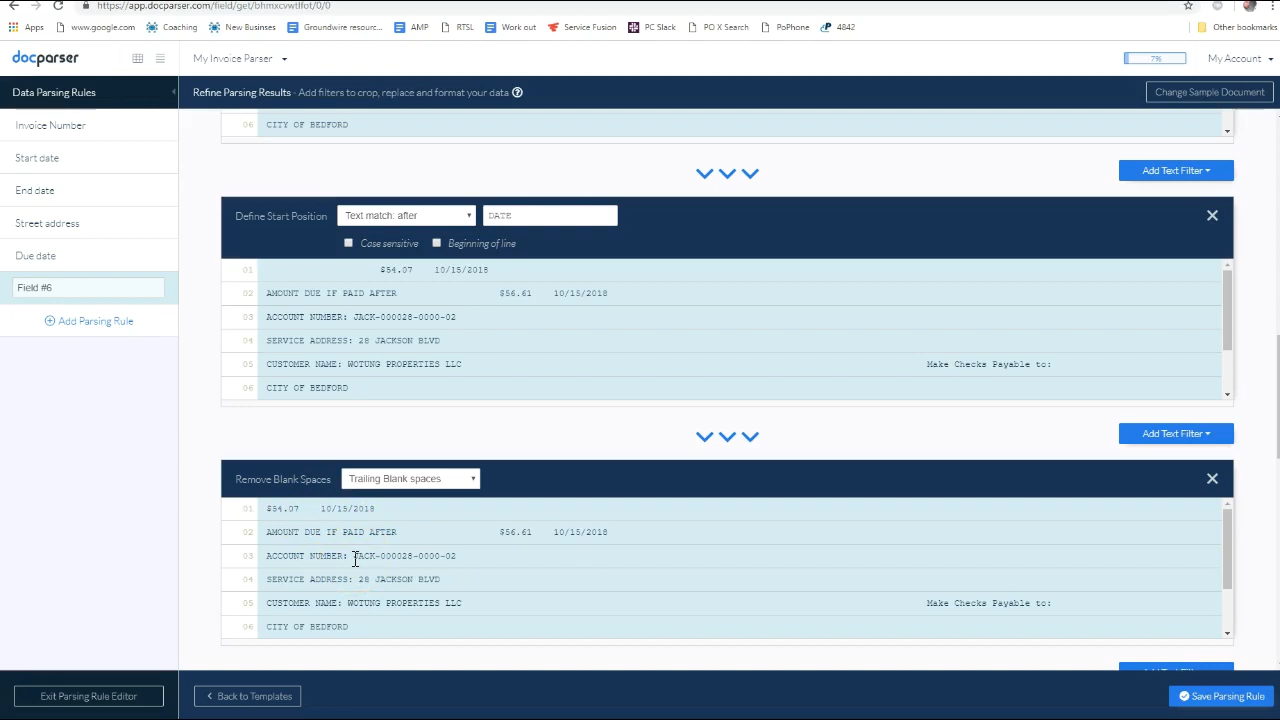 https://app.docparser.com/field/get/bhmxcvwtlfot/0/0
Apps www.google.com Coaching New Businses Groundwire resourc... AMP RTSL Work out Service Fusion PC Slack PO X Search PoPhone 4842 Other bookmarks
docparser My Invoice Parser 7% My Account
Data Parsing Rules Refine Parsing Results - Add filters to crop, replace and format your data ? Change Sample Document
Invoice Number
Start date
End date
Street address
Due date
Field #6
Add Parsing Rule
06 CITY OF BEDFORD
Add Text Filter
Define Start Position Text match: after DATE
Case sensitive Beginning of line
01 $54.07 10/15/2018
02 AMOUNT DUE IF PAID AFTER $56.61 10/15/2018
03 ACCOUNT NUMBER: JACK-000028-0000-02
04 SERVICE ADDRESS: 28 JACKSON BLVD
05 CUSTOMER NAME: WOTUNG PROPERTIES LLC Make Checks Payable to:
06 CITY OF BEDFORD
Add Text Filter
Remove Blank Spaces Trailing Blank spaces
01 $54.07 10/15/2018
02 AMOUNT DUE IF PAID AFTER $56.61 10/15/2018
03 ACCOUNT NUMBER: JACK-000028-0000-02
04 SERVICE ADDRESS: 28 JACKSON BLVD
05 CUSTOMER NAME: WOTUNG PROPERTIES LLC Make Checks Payable to:
06 CITY OF BEDFORD
Exit Parsing Rule Editor Back to Templates Save Parsing Rule